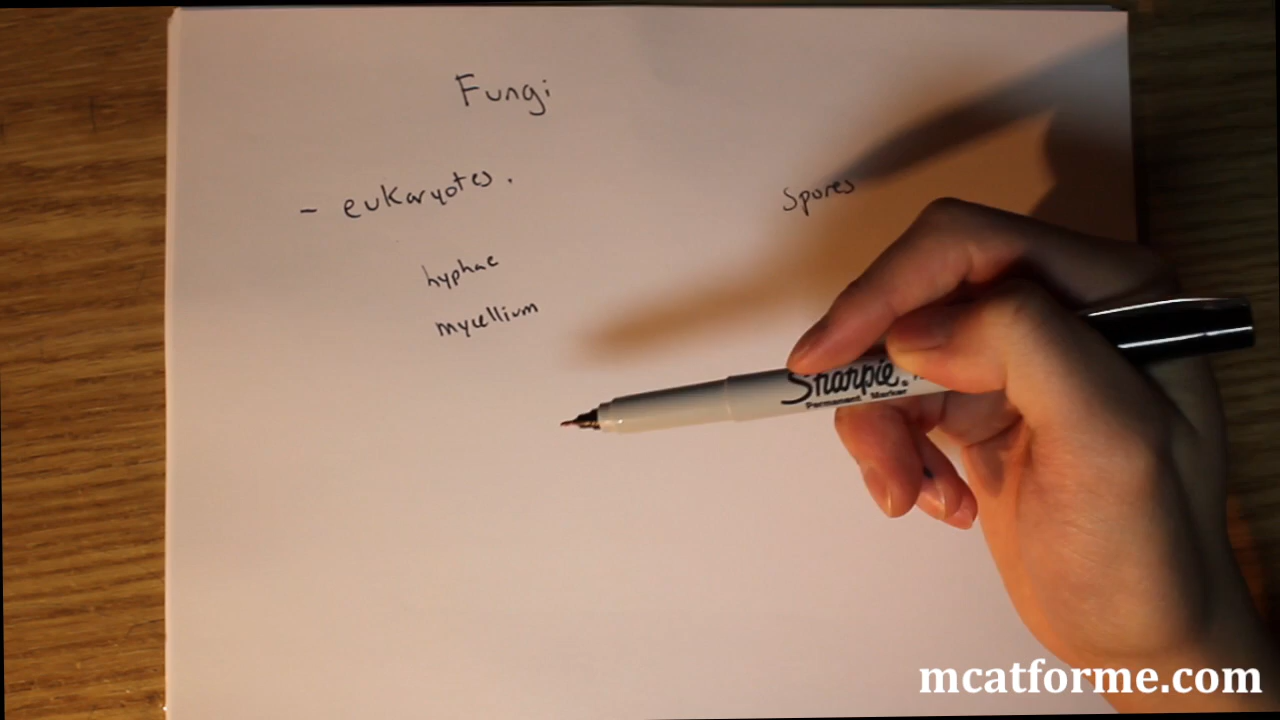 Fungi
- eukaryotes.
Spores
hyphae
mycellium
Sharpie
Permanent Marker
mcatforme.com